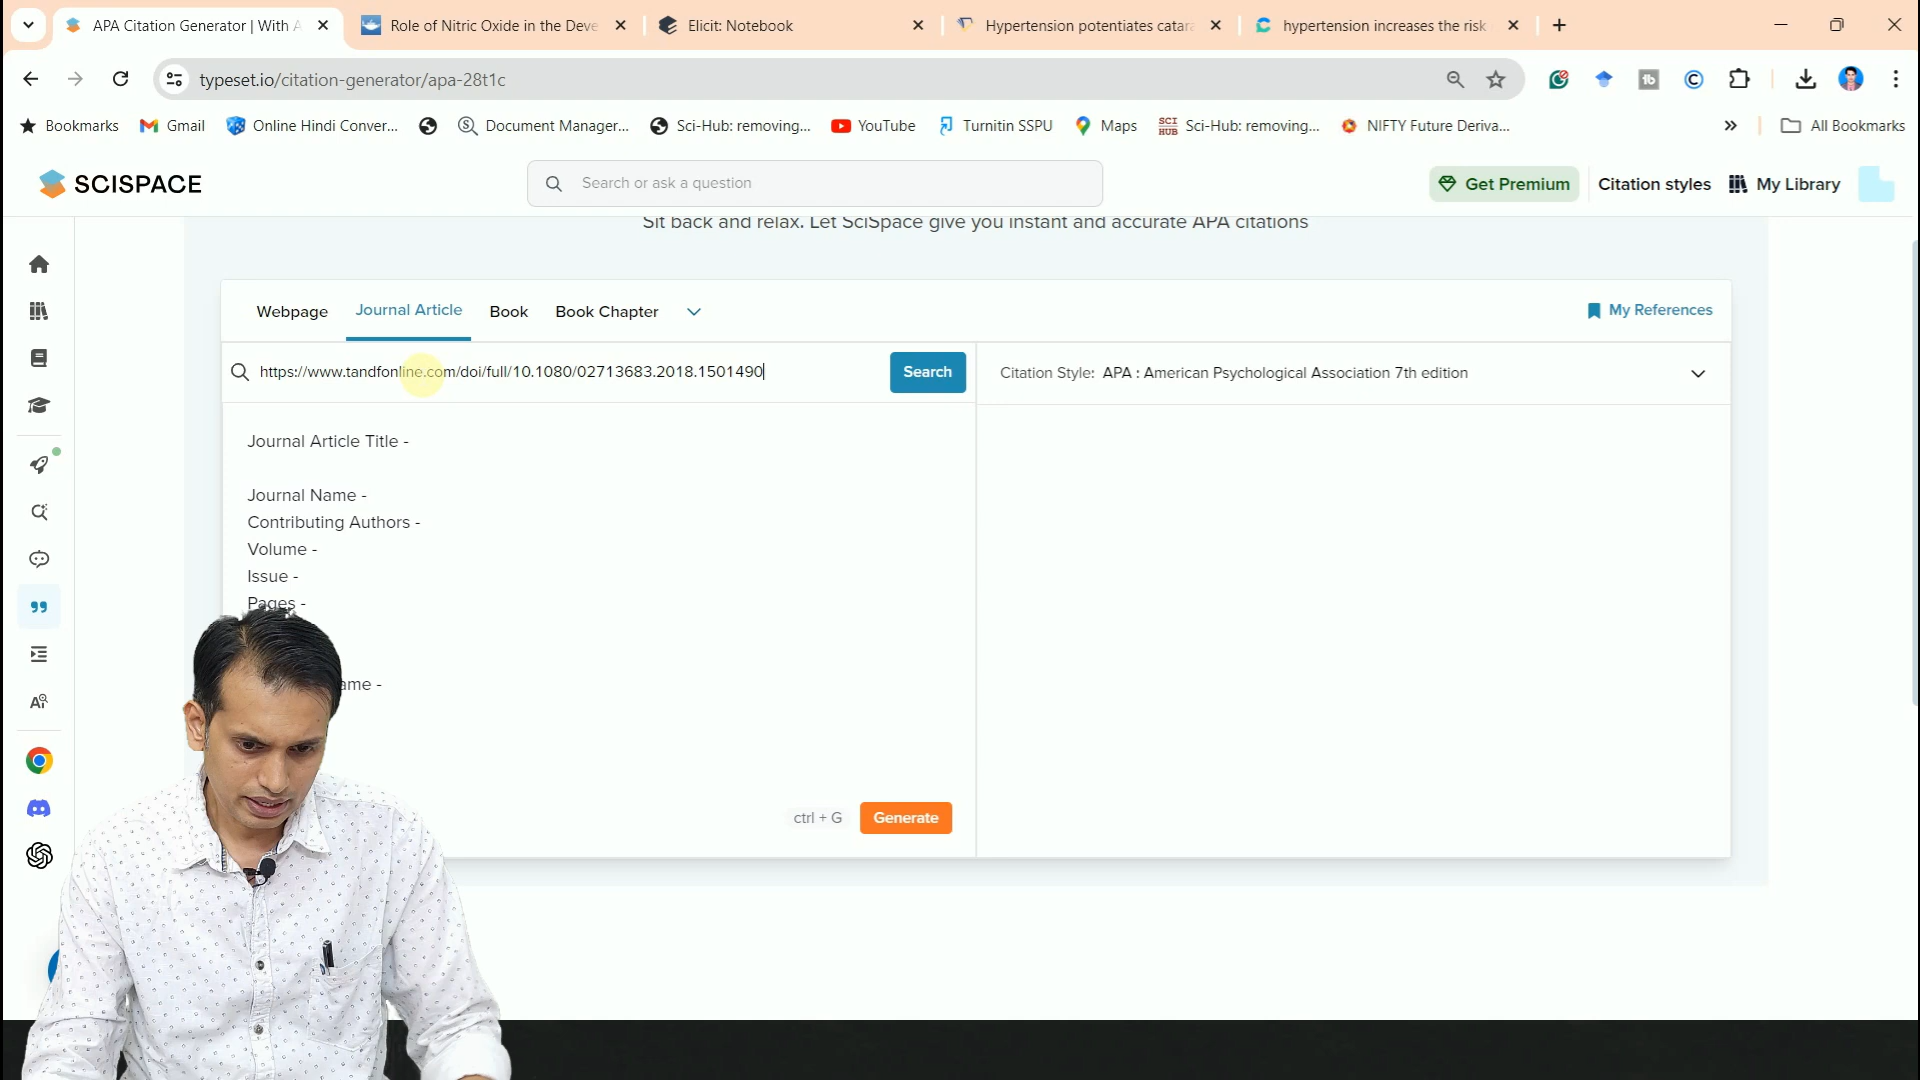 APA Citation Generator | With A
Role of Nitric Oxide in the Deve
Elicit: Notebook
Hypertension potentiates catara
hypertension increases the risk
typeset.io/citation-generator/apa-28t1c
Bookmarks
Gmail
Online Hindi Conver...
Document Manager...
Sci-Hub: removing...
YouTube
Turnitin SSPU
Maps
SCI HUB
Sci-Hub: removing...
NIFTY Future Deriva...
All Bookmarks
SCISPACE
Search or ask a question
Get Premium
Citation styles
My Library
Sit back and relax. Let SciSpace give you instant and accurate APA citations
Webpage
Journal Article
Book
Book Chapter
My References
https://www.tandfonline.com/doi/full/10.1080/02713683.2018.1501490
Search
Citation Style: APA : American Psychological Association 7th edition
Journal Article Title -
Journal Name -
Contributing Authors -
Volume -
Issue -
Pages -
ame -
ctrl + G
Generate